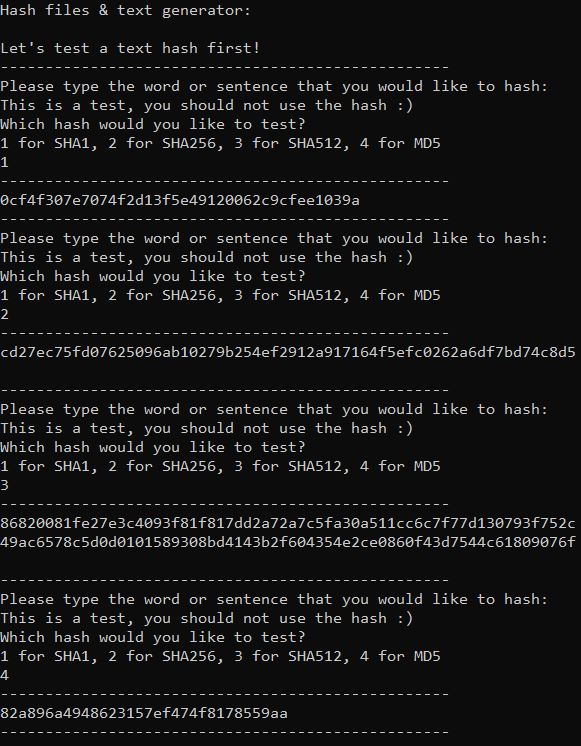 Hash files & text generator:
Let's test a text hash first!
--------------------------------------------------
Please type the word or sentence that you would like to hash:
This is a test, you should not use the hash :)
Which hash would you like to test?
1 for SHA1, 2 for SHA256, 3 for SHA512, 4 for MD5
1
--------------------------------------------------
0cf4f307e7074f2d13f5e49120062c9cfee1039a
--------------------------------------------------
Please type the word or sentence that you would like to hash:
This is a test, you should not use the hash :)
Which hash would you like to test?
1 for SHA1, 2 for SHA256, 3 for SHA512, 4 for MD5
2
--------------------------------------------------
cd27ec75fd07625096ab10279b254ef2912a917164f5efc0262a6df7bd74c8d5
--------------------------------------------------
Please type the word or sentence that you would like to hash:
This is a test, you should not use the hash :)
Which hash would you like to test?
1 for SHA1, 2 for SHA256, 3 for SHA512, 4 for MD5
3
--------------------------------------------------
86820081fe27e3c4093f81f817dd2a72a7c5fa30a511cc6c7f77d130793f752c
49ac6578c5d0d0101589308bd4143b2f604354e2ce0860f43d7544c61809076f
--------------------------------------------------
Please type the word or sentence that you would like to hash:
This is a test, you should not use the hash :)
Which hash would you like to test?
1 for SHA1, 2 for SHA256, 3 for SHA512, 4 for MD5
4
--------------------------------------------------
82a896a4948623157ef474f8178559aa
--------------------------------------------------